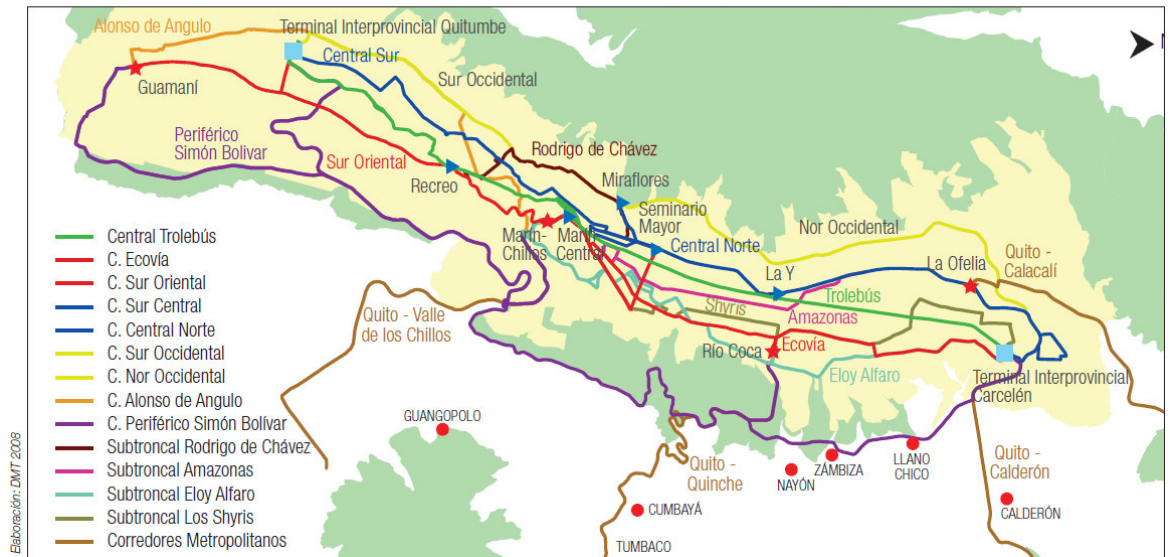 Alonso de Angulo
Terminal Interprovincial Quitumbe
Central Sur
Guamaní
Sur Occidental
N
Periférico
Simón Bolivar
Sur Oriental
Recreo
Rodrigo de Chávez
Miraflores
Seminario
Mayor
Marín-
Chillos
Marín
Central
Central Norte
Nor Occidental
La Y
La Ofelia
Quito -
Calacalí
Trolebús
Shyris
Amazonas
Río Coca
Ecovía
Eloy Alfaro
Terminal Interprovincial
Carcelén
Quito - Valle
de los Chillos
GUANGOPOLO
Quito -
Quinche
CUMBAYÁ
TUMBACO
NAYÓN
ZÁMBIZA
LLANO
CHICO
Quito -
Calderón
CALDERÓN
Central Trolebús
C. Ecovía
C. Sur Oriental
C. Sur Central
C. Central Norte
C. Sur Occidental
C. Nor Occidental
C. Alonso de Angulo
C. Periférico Simón Bolívar
Subtroncal Rodrigo de Chávez
Subtroncal Amazonas
Subtroncal Eloy Alfaro
Subtroncal Los Shyris
Corredores Metropolitanos
Elaboración: DMT 2008